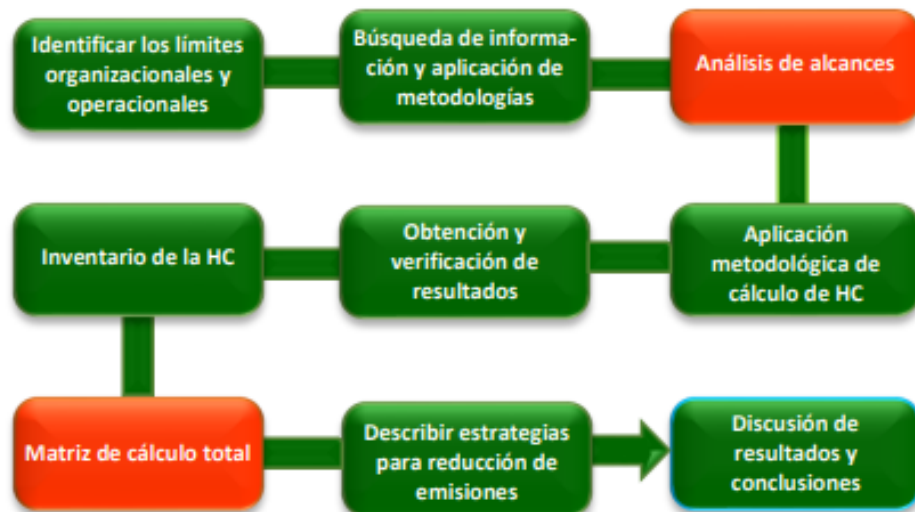 Identificar los límites
organizacionales y
operacionales
Búsqueda de informa-
ción y aplicación de
metodologías
Análisis de alcances
Inventario de la HC
Obtención y
verificación de
resultados
Aplicación
metodológica de
cálculo de HC
Matriz de cálculo total
Describir estrategias
para reducción de
emisiones
Discusión de
resultados y
conclusiones